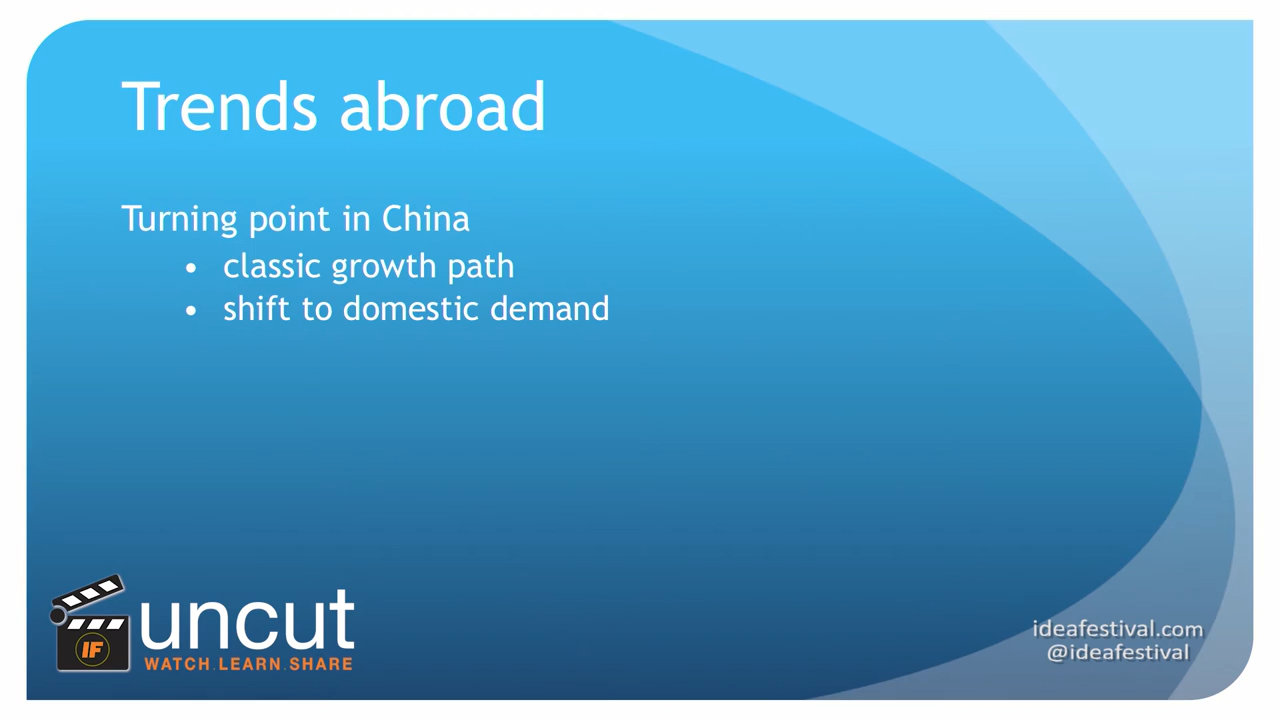 Trends abroad
Turning point in China
• classic growth path
• shift to domestic demand
IF
uncut
WATCH.LEARN.SHARE
ideafestival.com
@ideafestival